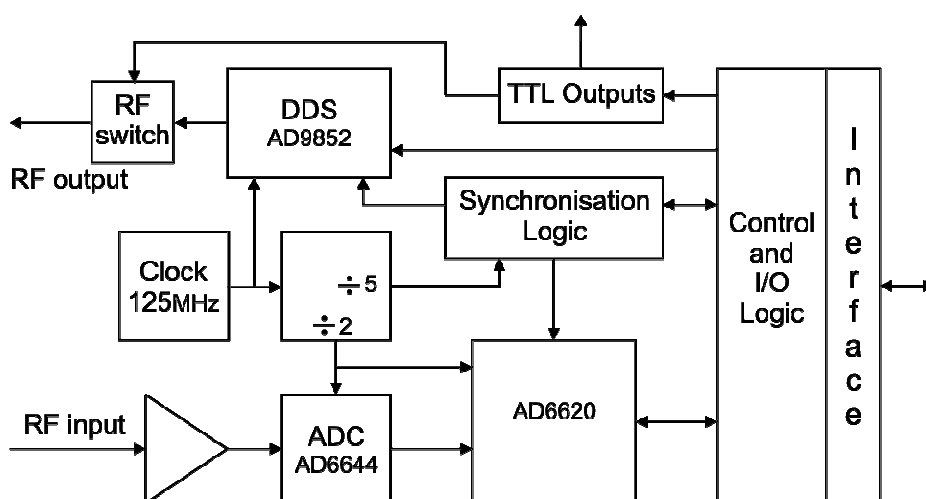 RF
switch
RF output
DDS
AD9852
TTL Outputs
Synchronisation
Logic
Clock
125MHz
÷5
÷2
RF input
ADC
AD6644
AD6620
Control
and
I/O
Logic
Interface